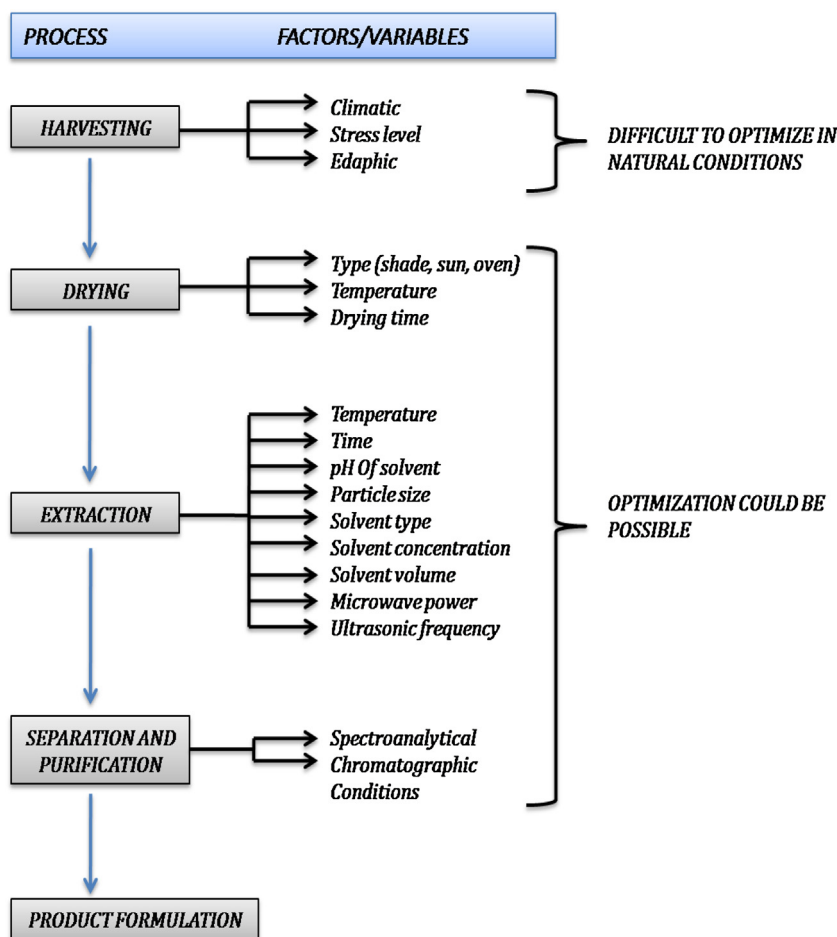 PROCESS FACTORS/VARIABLES
HARVESTING
Climatic
Stress level
Edaphic
DIFFICULT TO OPTIMIZE IN
NATURAL CONDITIONS
DRYING
Type (shade, sun, oven)
Temperature
Drying time
EXTRACTION
Temperature
Time
pH Of solvent
Particle size
Solvent type
Solvent concentration
Solvent volume
Microwave power
Ultrasonic frequency
OPTIMIZATION COULD BE
POSSIBLE
SEPARATION AND
PURIFICATION
Spectroanalytical
Chromatographic
Conditions
PRODUCT FORMULATION